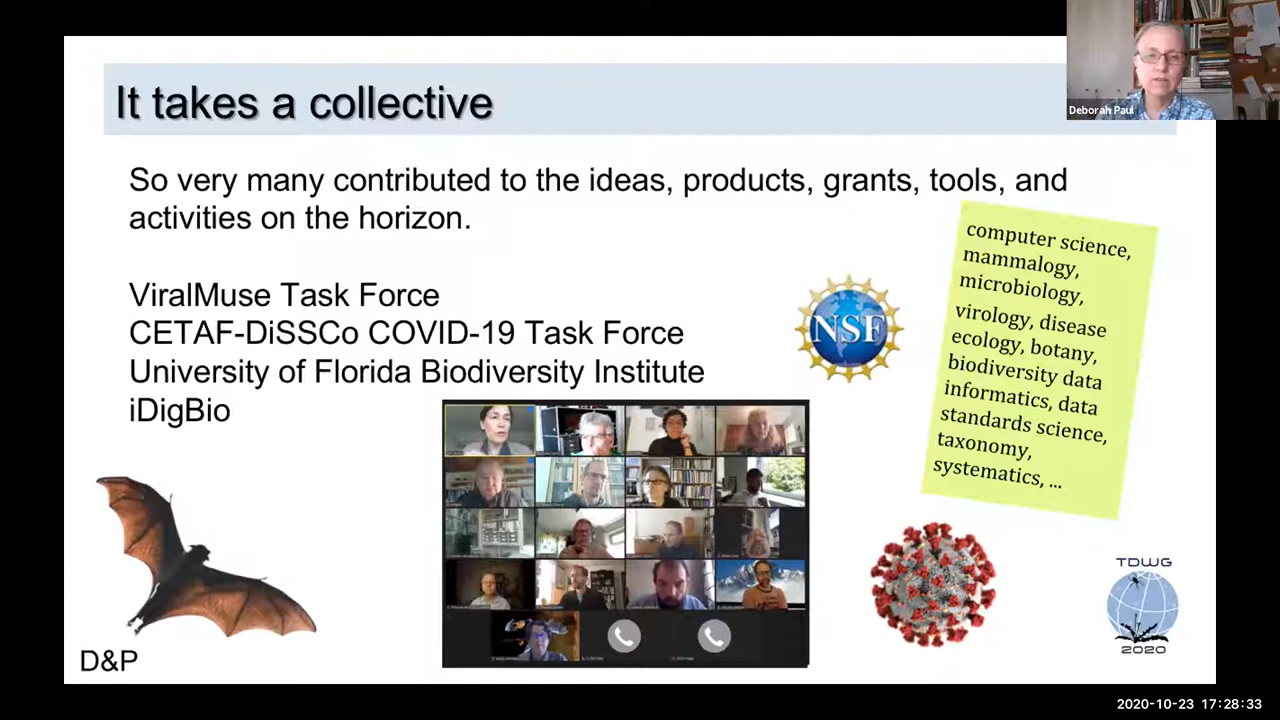 It takes a collective
Deborah Paul
So very many contributed to the ideas, products, grants, tools, and
activities on the horizon.
ViralMuse Task Force
CETAF-DiSSCo COVID-19 Task Force
University of Florida Biodiversity Institute
iDigBio
NSF
computer science,
mammalogy,
microbiology,
virology, disease
ecology, botany,
biodiversity data
informatics, data
standards science,
taxonomy,
systematics, ...
TDWG
2020
D&P
2020-10-23 17:28:33